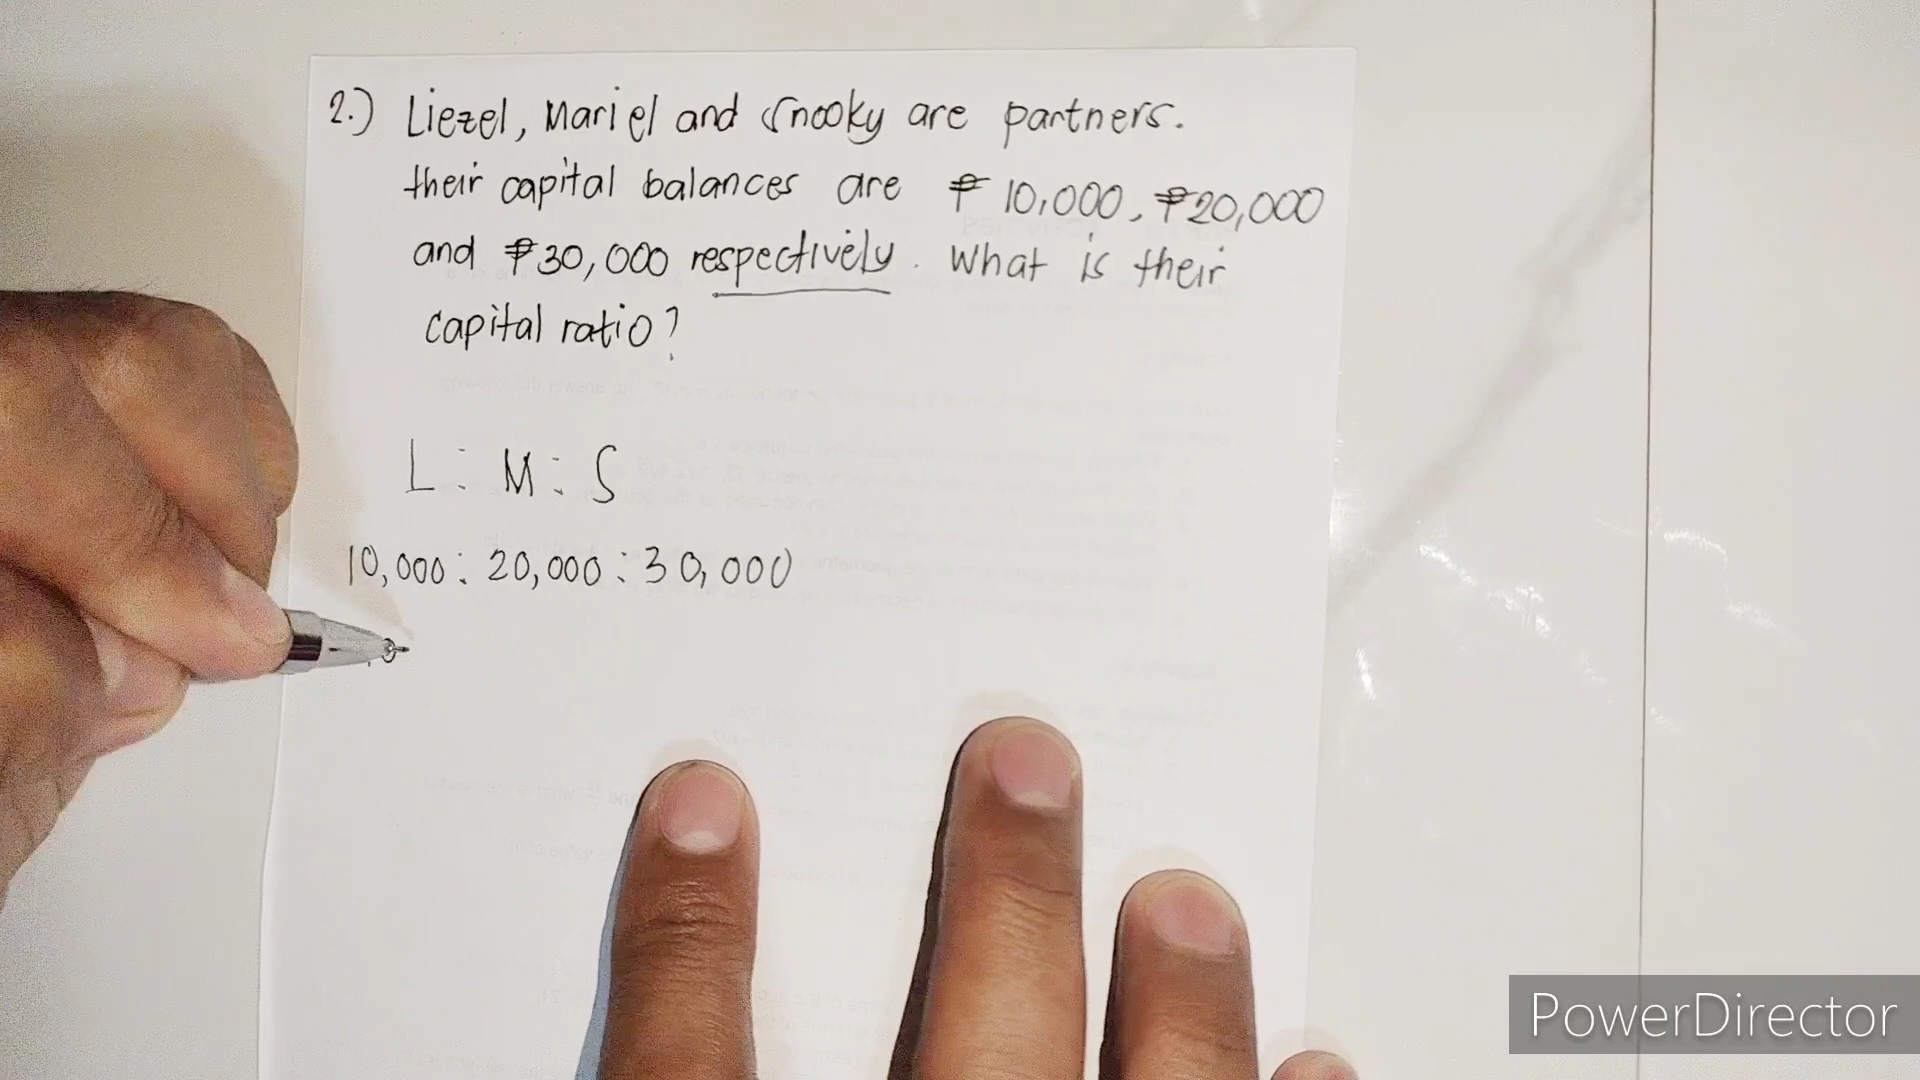 2.) Liezel, Mariel and Snooky are partners.
their capital balances are ₱ 10,000, ₱20,000
and ₱30,000 respectively. What is their
capital ratio?
L : M : S
10,000 : 20,000 : 30,000
PowerDirector